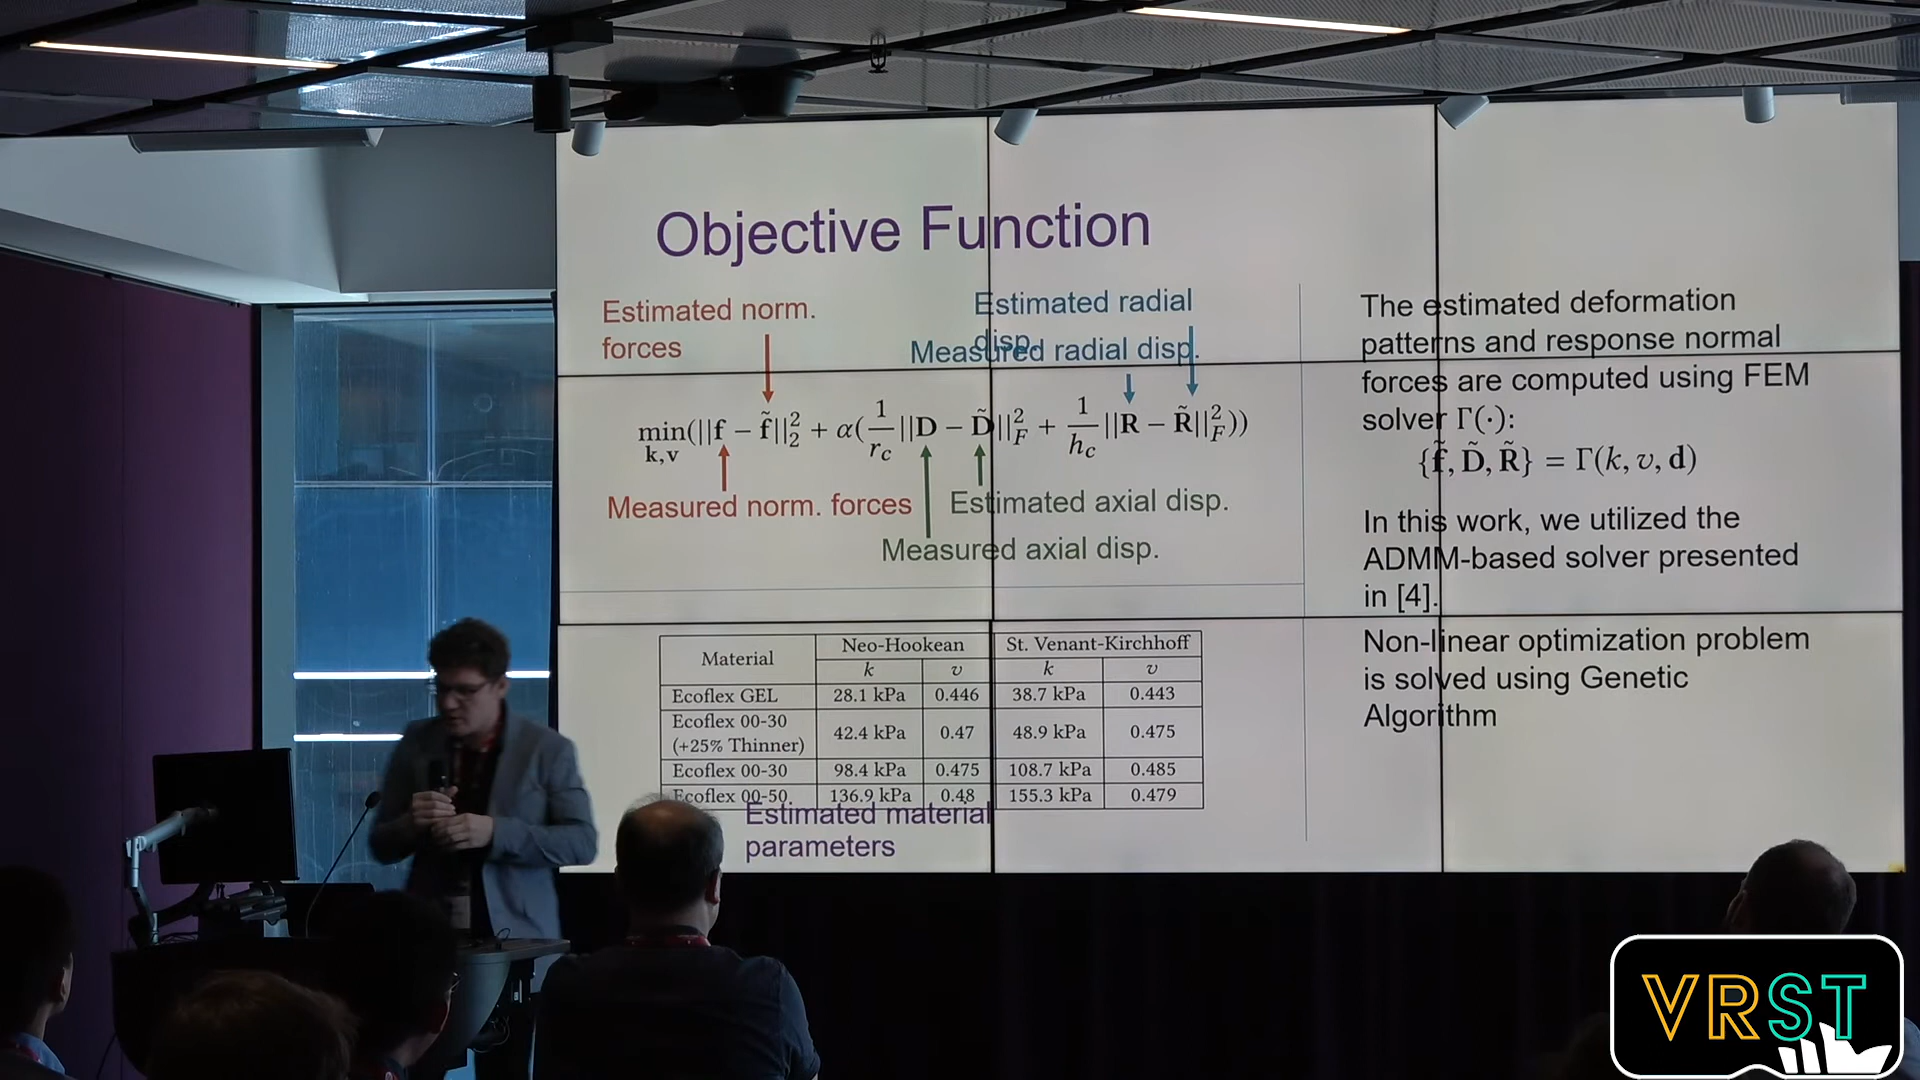 Objective Function
Estimated norm.
forces
Estimated radial
disp.
Measured radial disp.
min(||f − f̃||₂² + α(1/r_c ||D − D̃||_F² + 1/h_c ||R − R̃||_F²))
k,v
Measured norm. forces
Estimated axial disp.
Measured axial disp.
Material Neo-Hookean St. Venant-Kirchhoff
k υ k υ
Ecoflex GEL 28.1 kPa 0.446 38.7 kPa 0.443
Ecoflex 00-30
(+25% Thinner) 42.4 kPa 0.47 48.9 kPa 0.475
Ecoflex 00-30 98.4 kPa 0.475 108.7 kPa 0.485
Ecoflex 00-50 136.9 kPa 0.48 155.3 kPa 0.479
Estimated material
parameters
The estimated deformation
patterns and response normal
forces are computed using FEM
solver Γ(·):
{f̃, D̃, R̃} = Γ(k, υ, d)
In this work, we utilized the
ADMM-based solver presented
in [4].
Non-linear optimization problem
is solved using Genetic
Algorithm
VRST